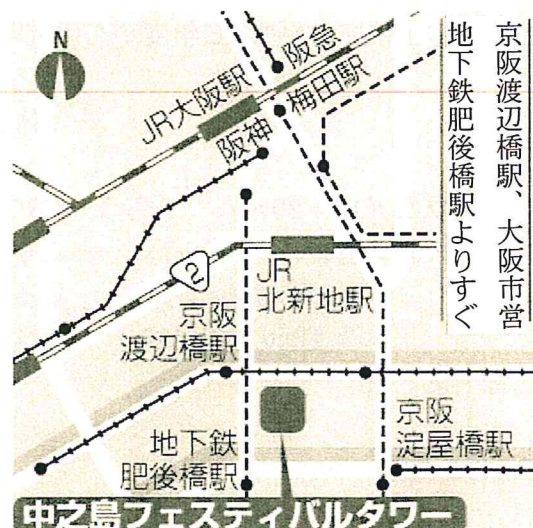 京阪渡辺橋駅、大阪市営
地下鉄肥後橋駅よりすぐ
N
阪急
梅田駅
JR大阪駅
阪神
2
JR
北新地駅
京阪
渡辺橋駅
京阪
淀屋橋駅
地下鉄
肥後橋駅
中之島フェスティバルタワー